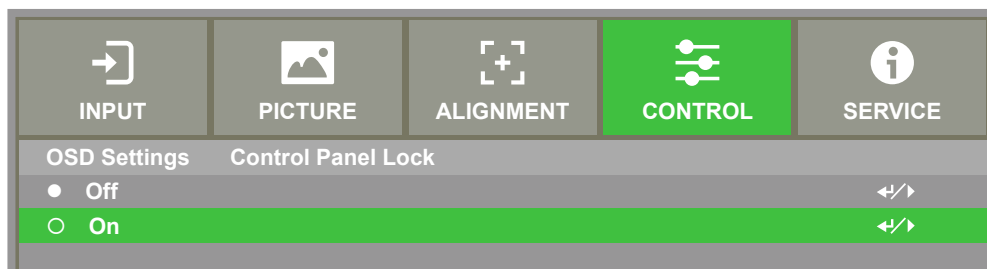 INPUT PICTURE ALIGNMENT CONTROL SERVICE
OSD Settings Control Panel Lock
Off
On